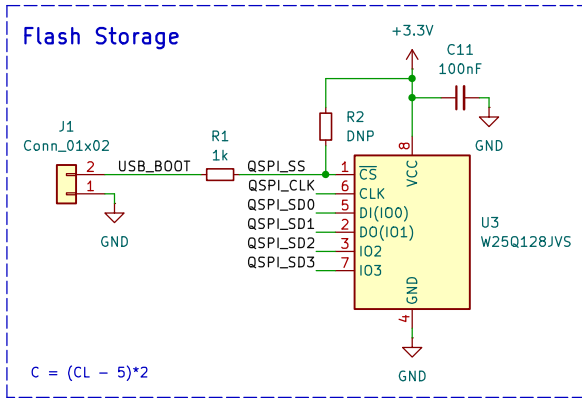 Flash Storage
+3.3V
C11
100nF
GND
J1
Conn_01x02
2
1
GND
USB_BOOT
R1
1k
R2
DNP
QSPI_SS
QSPI_CLK
QSPI_SD0
QSPI_SD1
QSPI_SD2
QSPI_SD3
1
6
5
2
3
7
CS
CLK
DI(IO0)
DO(IO1)
IO2
IO3
8
VCC
GND
4
U3
W25Q128JVS
GND
C = (CL - 5)*2